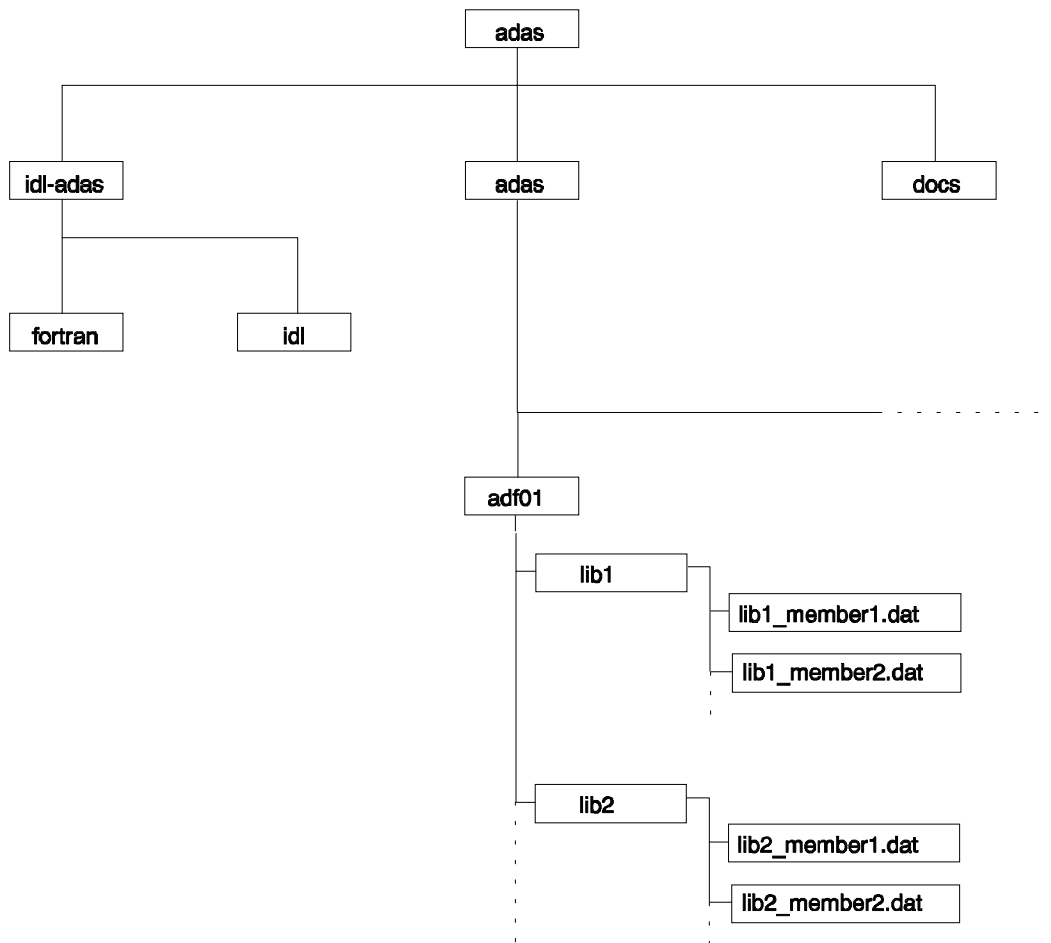 adas
idl-adas
adas
docs
fortran
idl
adf01
lib1
lib1_member1.dat
lib1_member2.dat
lib2
lib2_member1.dat
lib2_member2.dat